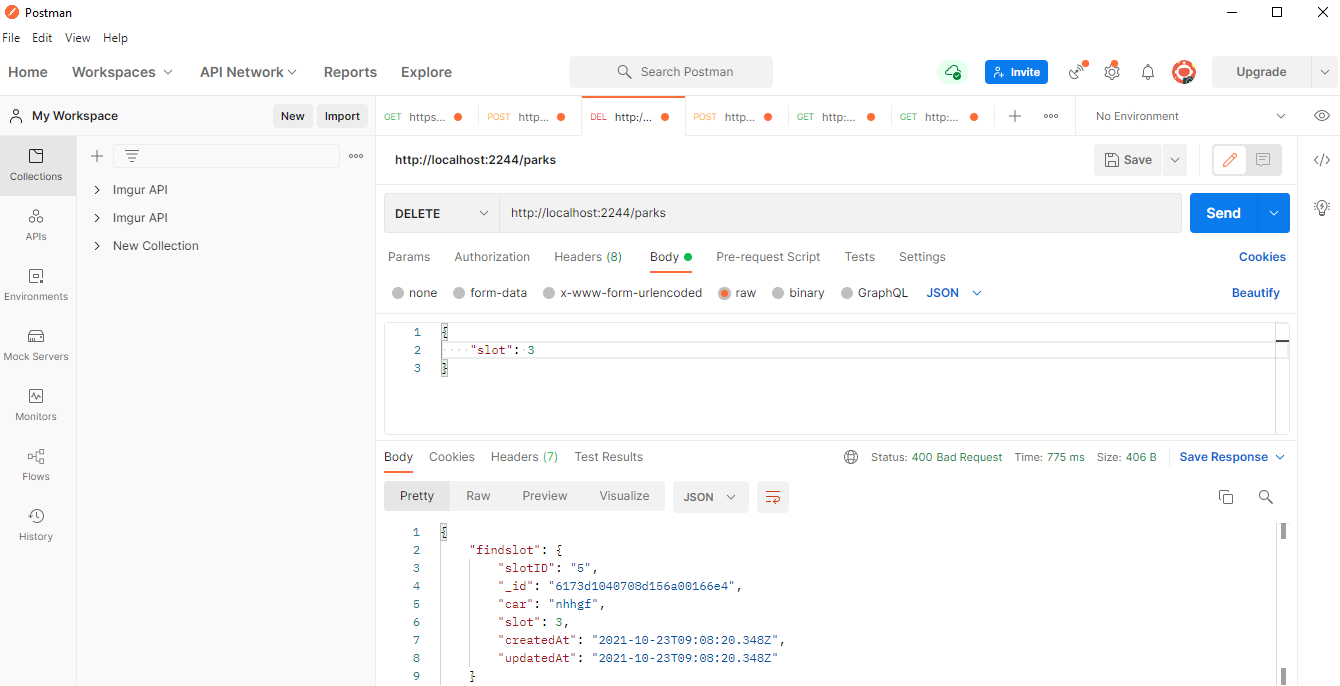 Postman
File Edit View Help
Home Workspaces API Network Reports Explore Search Postman Invite Upgrade
My Workspace New Import
GET https... POST http... DEL http:/... POST http... GET http:... GET http:... No Environment
Collections
APIs
Environments
Mock Servers
Monitors
Flows
History
Imgur API
Imgur API
New Collection
http://localhost:2244/parks Save
DELETE http://localhost:2244/parks Send
Params Authorization Headers (8) Body Pre-request Script Tests Settings Cookies
none form-data x-www-form-urlencoded raw binary GraphQL JSON Beautify
1 {
2 "slot": 3
3 }
Body Cookies Headers (7) Test Results Status: 400 Bad Request Time: 775 ms Size: 406 B Save Response
Pretty Raw Preview Visualize JSON
1 {
2 "findslot": {
3 "slotID": "5",
4 "_id": "6173d1040708d156a00166e4",
5 "car": "nhhgf",
6 "slot": 3,
7 "createdAt": "2021-10-23T09:08:20.348Z",
8 "updatedAt": "2021-10-23T09:08:20.348Z"
9 }